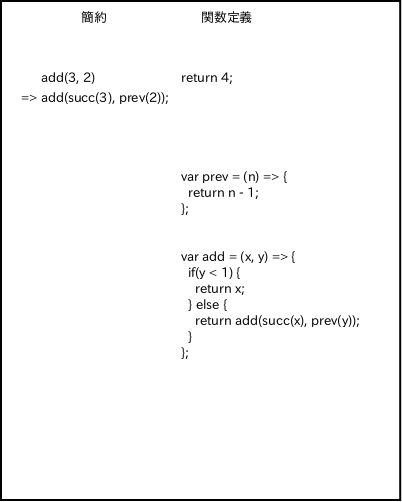 簡約 関数定義
add(3, 2) return 4;
=> add(succ(3), prev(2));
var prev = (n) => {
return n - 1;
};
var add = (x, y) => {
if(y < 1) {
return x;
} else {
return add(succ(x), prev(y));
}
};